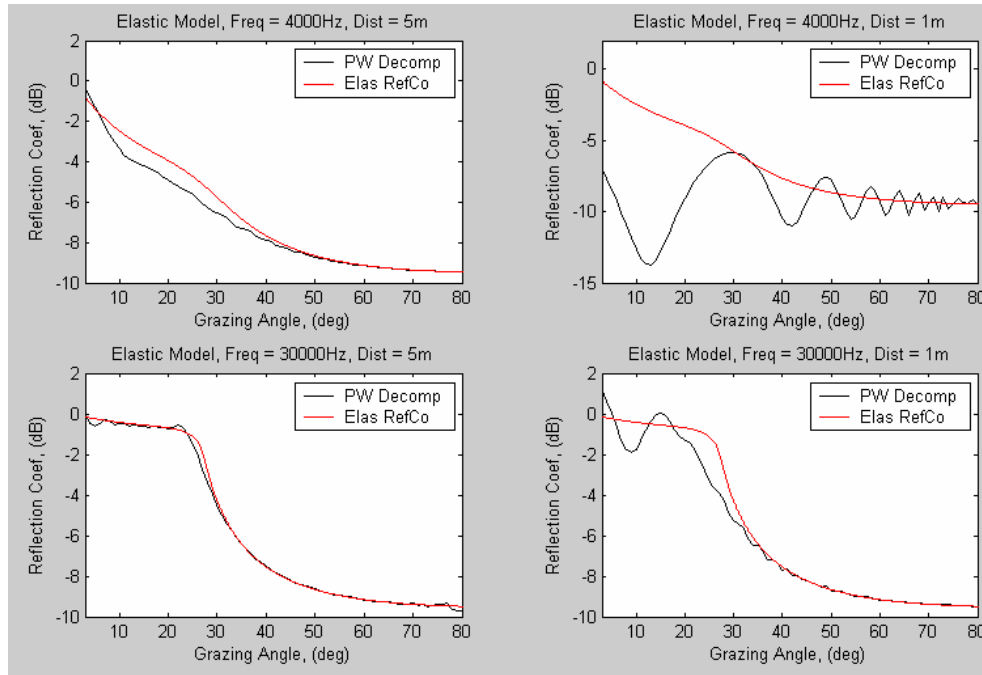 Elastic Model, Freq = 4000Hz, Dist = 5m
2
0
-2
-4
-6
-8
-10
Reflection Coef, (dB)
PW Decomp
Elas RefCo
10 20 30 40 50 60 70 80
Grazing Angle, (deg)
Elastic Model, Freq = 4000Hz, Dist = 1m
0
-5
-10
-15
Reflection Coef, (dB)
PW Decomp
Elas RefCo
10 20 30 40 50 60 70 80
Grazing Angle, (deg)
Elastic Model, Freq = 30000Hz, Dist = 5m
2
0
-2
-4
-6
-8
-10
Reflection Coef, (dB)
PW Decomp
Elas RefCo
10 20 30 40 50 60 70 80
Grazing Angle, (deg)
Elastic Model, Freq = 30000Hz, Dist = 1m
2
0
-2
-4
-6
-8
-10
Reflection Coef, (dB)
PW Decomp
Elas RefCo
10 20 30 40 50 60 70 80
Grazing Angle, (deg)